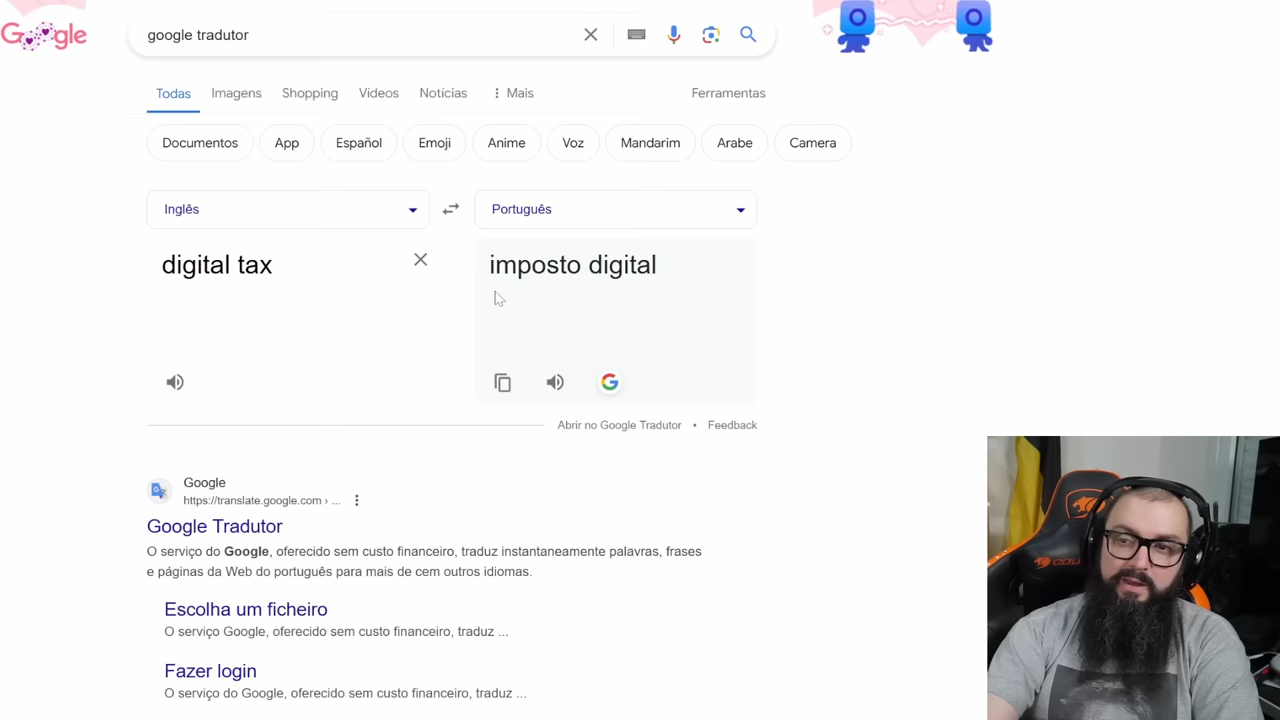 Google
google tradutor
Todas Imagens Shopping Vídeos Notícias Mais Ferramentas
Documentos App Español Emoji Anime Voz Mandarim Arabe Camera
Inglês Português
digital tax imposto digital
Abrir no Google Tradutor • Feedback
Google
https://translate.google.com › ...
Google Tradutor
O serviço do Google, oferecido sem custo financeiro, traduz instantaneamente palavras, frases
e páginas da Web do português para mais de cem outros idiomas.
Escolha um ficheiro
O serviço Google, oferecido sem custo financeiro, traduz ...
Fazer login
O serviço do Google, oferecido sem custo financeiro, traduz ...